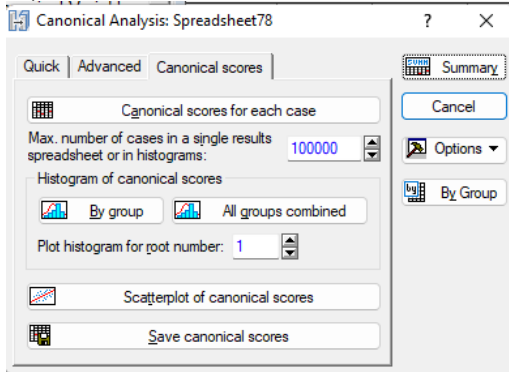 Canonical Analysis: Spreadsheet78 ? ×
Quick Advanced Canonical scores
Summary
Canonical scores for each case
Cancel
Max. number of cases in a single results
spreadsheet or in histograms: 100000
Options
Histogram of canonical scores
By Group
By group All groups combined
Plot histogram for root number: 1
Scatterplot of canonical scores
Save canonical scores